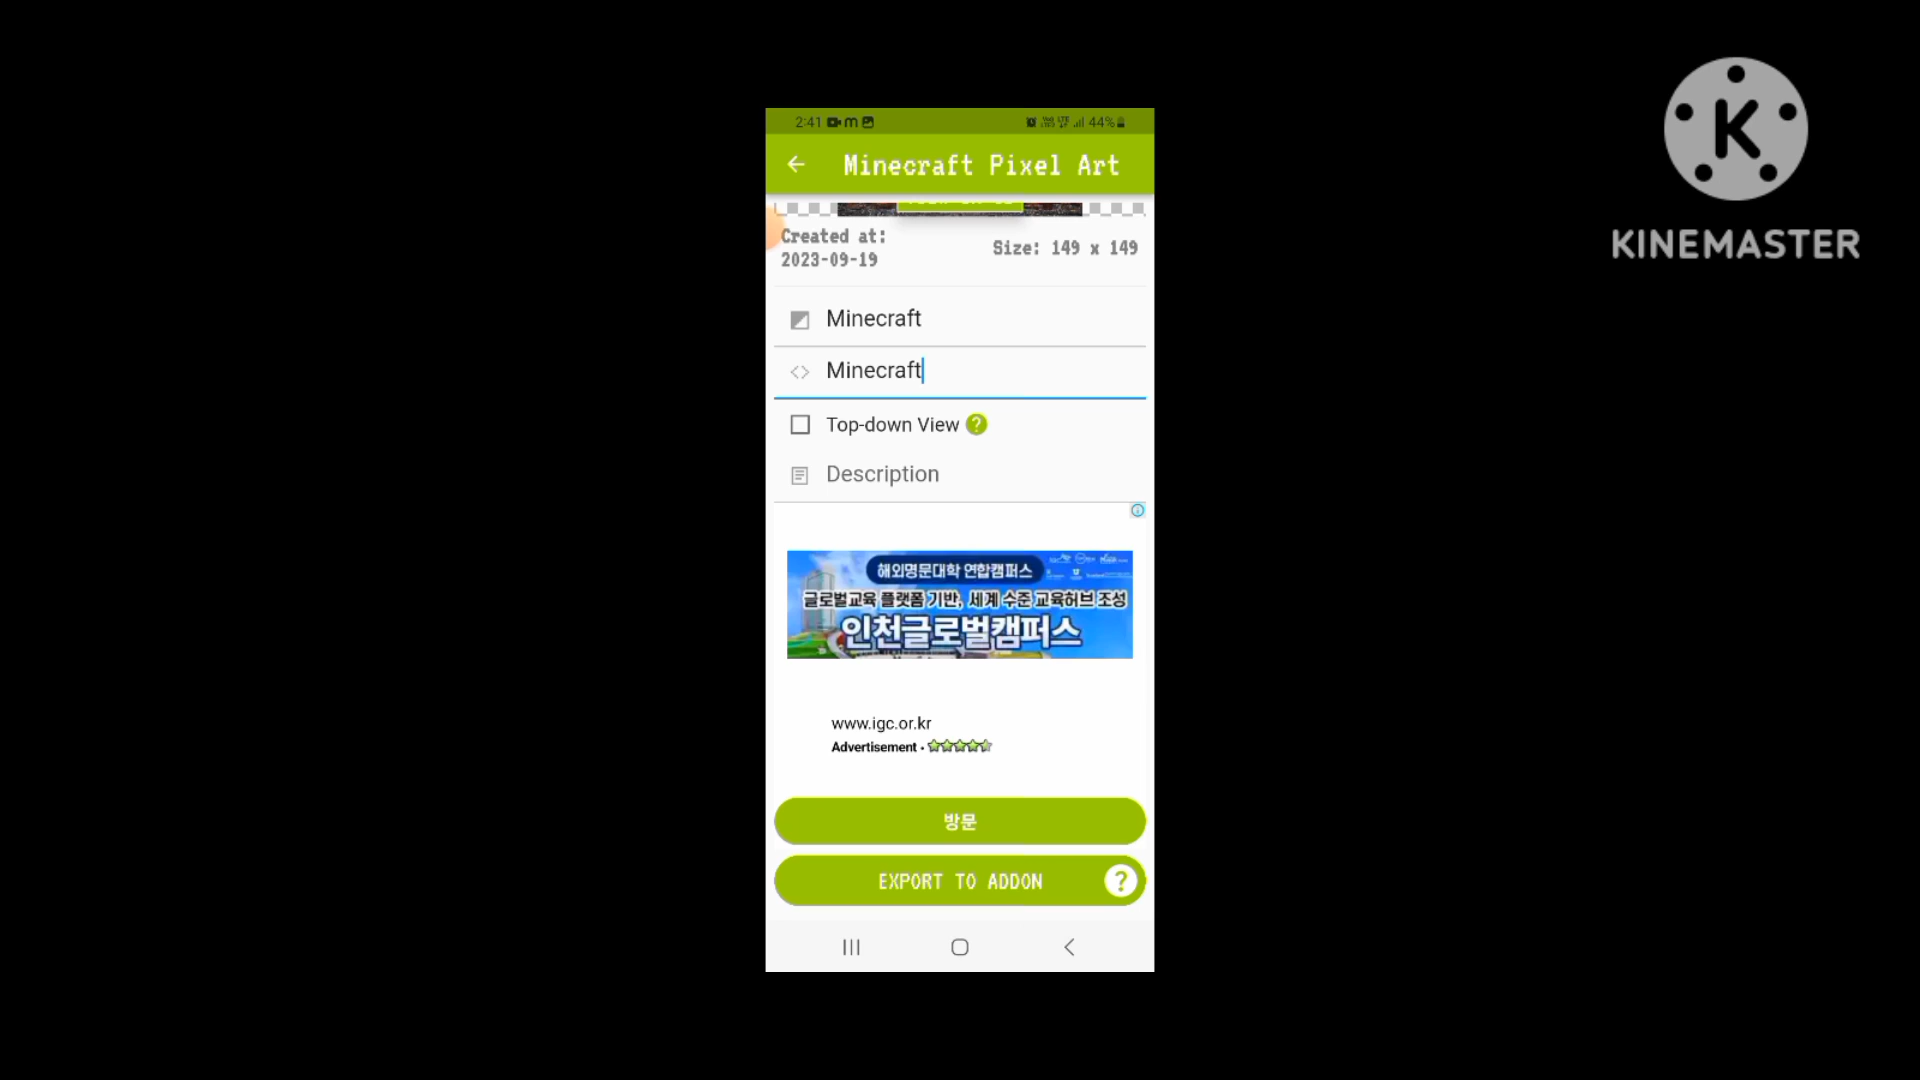 2:41
44%
Minecraft Pixel Art
Created at:
2023-09-19
Size: 149 x 149
Minecraft
<> Minecraft
Top-down View ?
Description
해외명문대학 연합캠퍼스
글로벌교육 플랫폼 기반, 세계 수준 교육허브 조성
인천글로벌캠퍼스
www.igc.or.kr
Advertisement •
방문
EXPORT TO ADDON ?
K
KINEMASTER